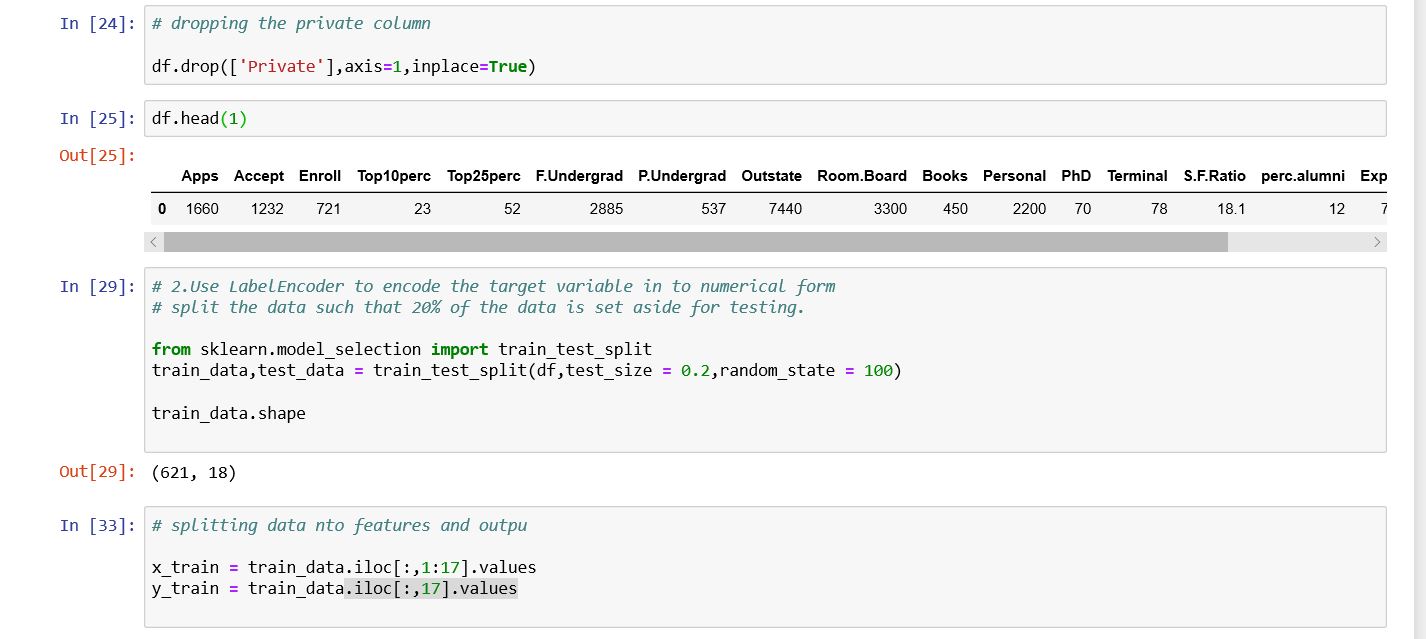 In [24]: # dropping the private column
df.drop(['Private'],axis=1,inplace=True)
In [25]: df.head(1)
Out[25]:
Apps Accept Enroll Top10perc Top25perc F.Undergrad P.Undergrad Outstate Room.Board Books Personal PhD Terminal S.F.Ratio perc.alumni Exp
0 1660 1232 721 23 52 2885 537 7440 3300 450 2200 70 78 18.1 12 7
In [29]: # 2.Use LabelEncoder to encode the target variable in to numerical form
# split the data such that 20% of the data is set aside for testing.
from sklearn.model_selection import train_test_split
train_data,test_data = train_test_split(df,test_size = 0.2,random_state = 100)
train_data.shape
Out[29]: (621, 18)
In [33]: # splitting data nto features and outpu
x_train = train_data.iloc[:,1:17].values
y_train = train_data.iloc[:,17].values